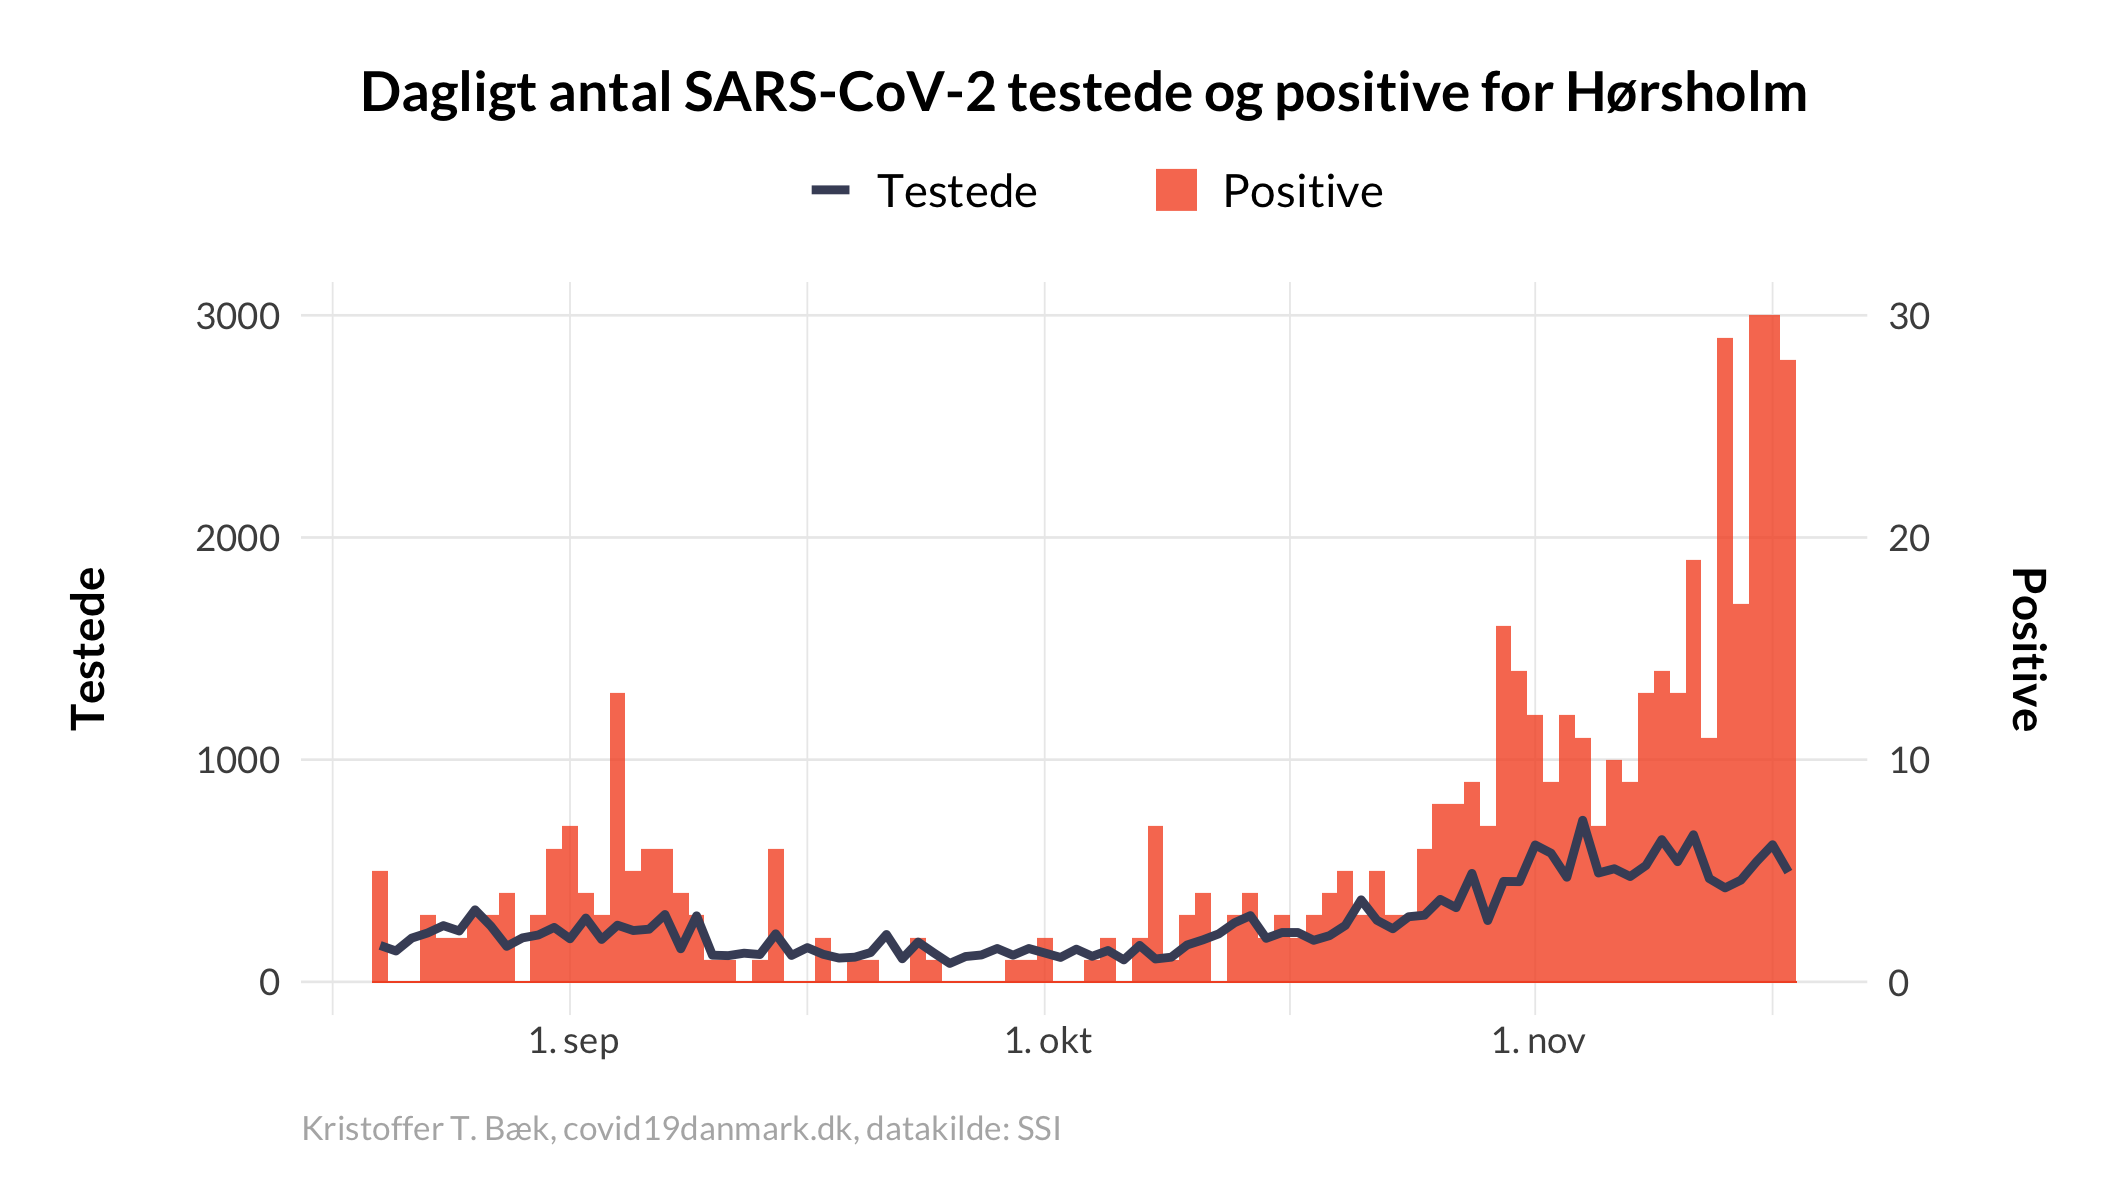 Dagligt antal SARS-CoV-2 testede og positive for Hørsholm
Testede Positive
3000 30
2000 20
Testede
Positive
1000 10
0 0
1. sep 1. okt 1. nov
Kristoffer T. Bæk, covid19danmark.dk, datakilde: SSI